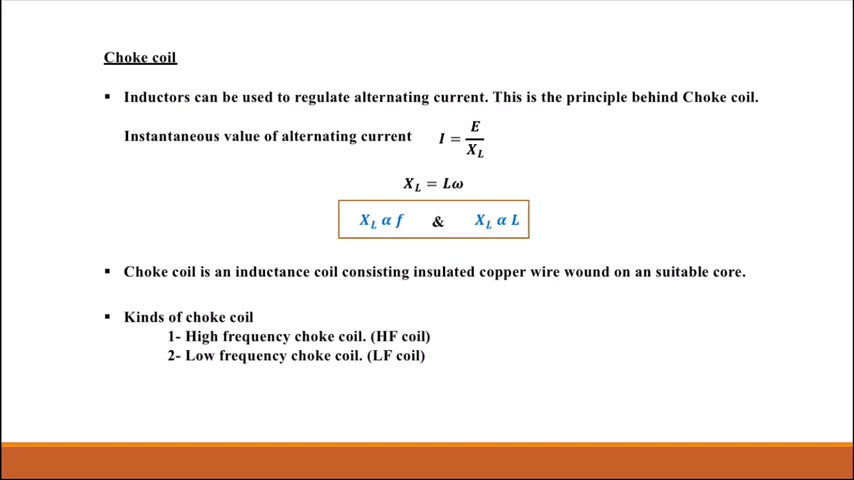 Choke coil
▪ Inductors can be used to regulate alternating current. This is the principle behind Choke coil.
Instantaneous value of alternating current I = E / X_L
X_L = Lω
X_L α f & X_L α L
▪ Choke coil is an inductance coil consisting insulated copper wire wound on an suitable core.
▪ Kinds of choke coil
1- High frequency choke coil. (HF coil)
2- Low frequency choke coil. (LF coil)